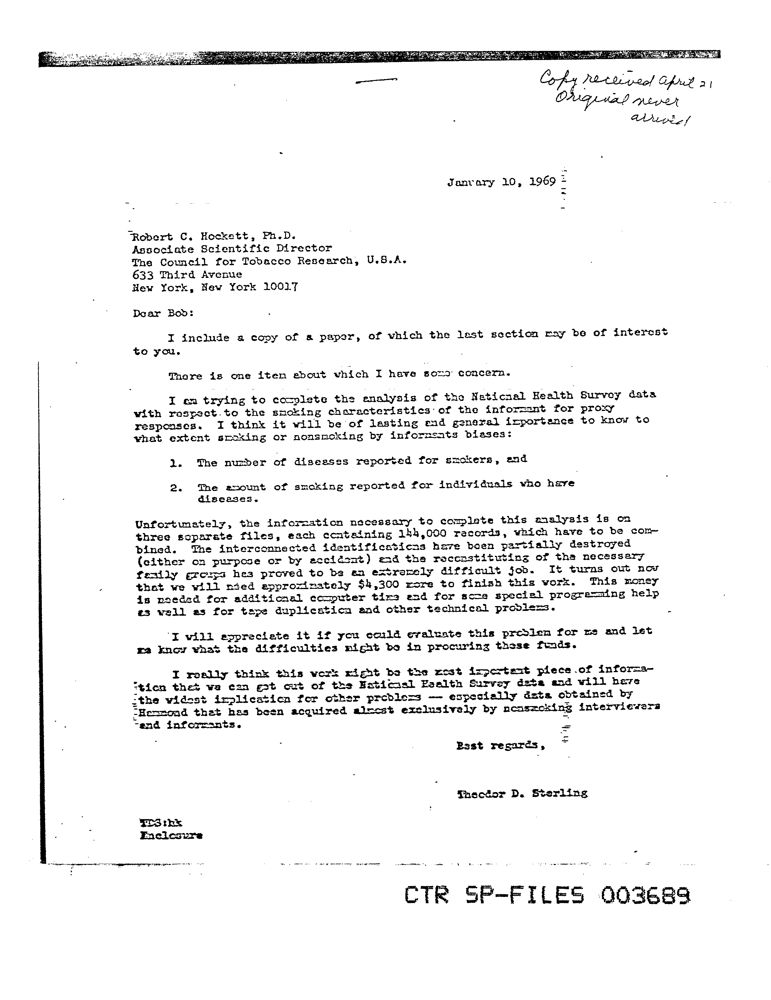 Copy received April 21
Original never
arrived
January 10, 1969
Robert C. Hockett, Ph.D.
Associate Scientific Director
The Council for Tobacco Research, U.S.A.
633 Third Avenue
New York, New York 10017
Dear Bob:
I include a copy of a paper, of which the last section may be of interest
to you.
There is one item about which I have some concern.
I am trying to complete the analysis of the National Health Survey data
with respect to the smoking characteristics of the informant for proxy
responses. I think it will be of lasting and general importance to know to
what extent smoking or nonsmoking by informants biases:
1. The number of diseases reported for smokers, and
2. The amount of smoking reported for individuals who have
diseases.
Unfortunately, the information necessary to complete this analysis is on
three separate files, each containing 144,000 records, which have to be com-
bined. The interconnected identifications have been partially destroyed
(either on purpose or by accident) and the reconstituting of the necessary
family groups has proved to be an extremely difficult job. It turns out now
that we will need approximately $4,300 more to finish this work. This money
is needed for additional computer time and for some special programming help
as well as for tape duplication and other technical problems.
I will appreciate it if you could evaluate this problem for me and let
me know what the difficulties might be in procuring these funds.
I really think this work might be the most important piece of informa-
tion that we can get out of the National Health Survey data and will have
the widest implication for other problems — especially data obtained by
Hammond that has been acquired almost exclusively by nonsmoking interviewers
and informants.
Best regards,
Theodor D. Sterling
TDS:hk
Enclosure
CTR SP-FILES 003689